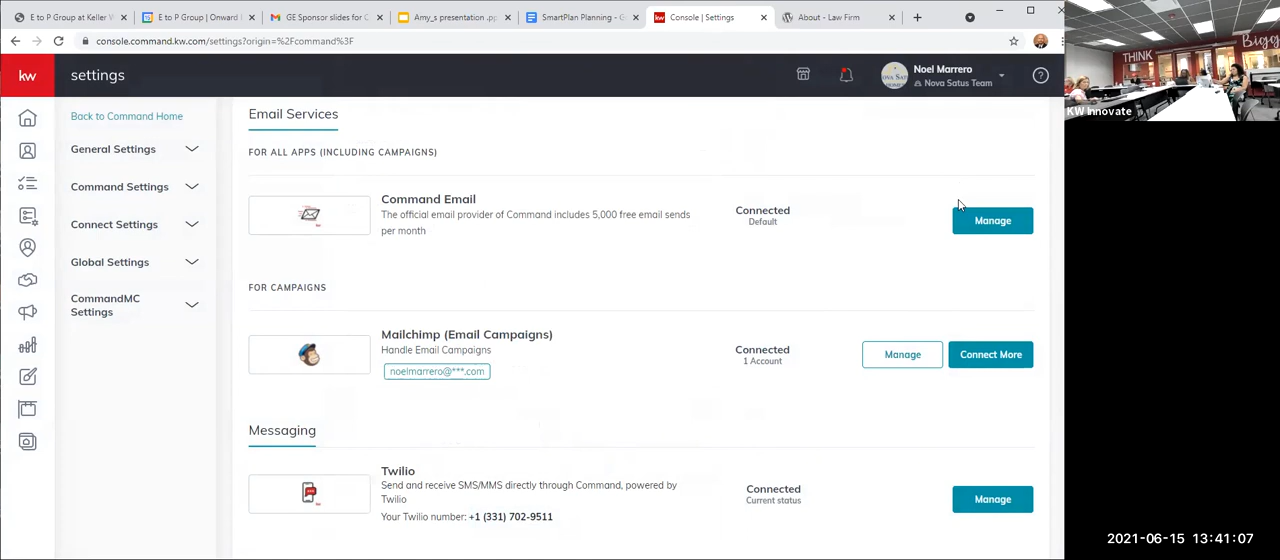 E to P Group at Keller W
E to P Group | Onward
GE Sponsor slides for C
Aimy_s presentation .pp
SmartPlan Planning - G
Console | Settings
About - Law Firm
console.command.kw.com/settings?origin=%2Fcommand%3F
kw
settings
Noel Marrero
Nova Satus Team
THINK
Bigg
KW Innovate
Back to Command Home
General Settings
Command Settings
Connect Settings
Global Settings
CommandMC
Settings
Email Services
FOR ALL APPS (INCLUDING CAMPAIGNS)
Command Email
The official email provider of Command includes 5,000 free email sends
per month
Connected
Default
Manage
FOR CAMPAIGNS
Mailchimp (Email Campaigns)
Handle Email Campaigns
noelmarrero@***.com
Connected
1 Account
Manage
Connect More
Messaging
Twilio
Send and receive SMS/MMS directly through Command, powered by
Twilio
Your Twilio number: +1 (331) 702-9511
Connected
Current status
Manage
2021-06-15 13:41:07